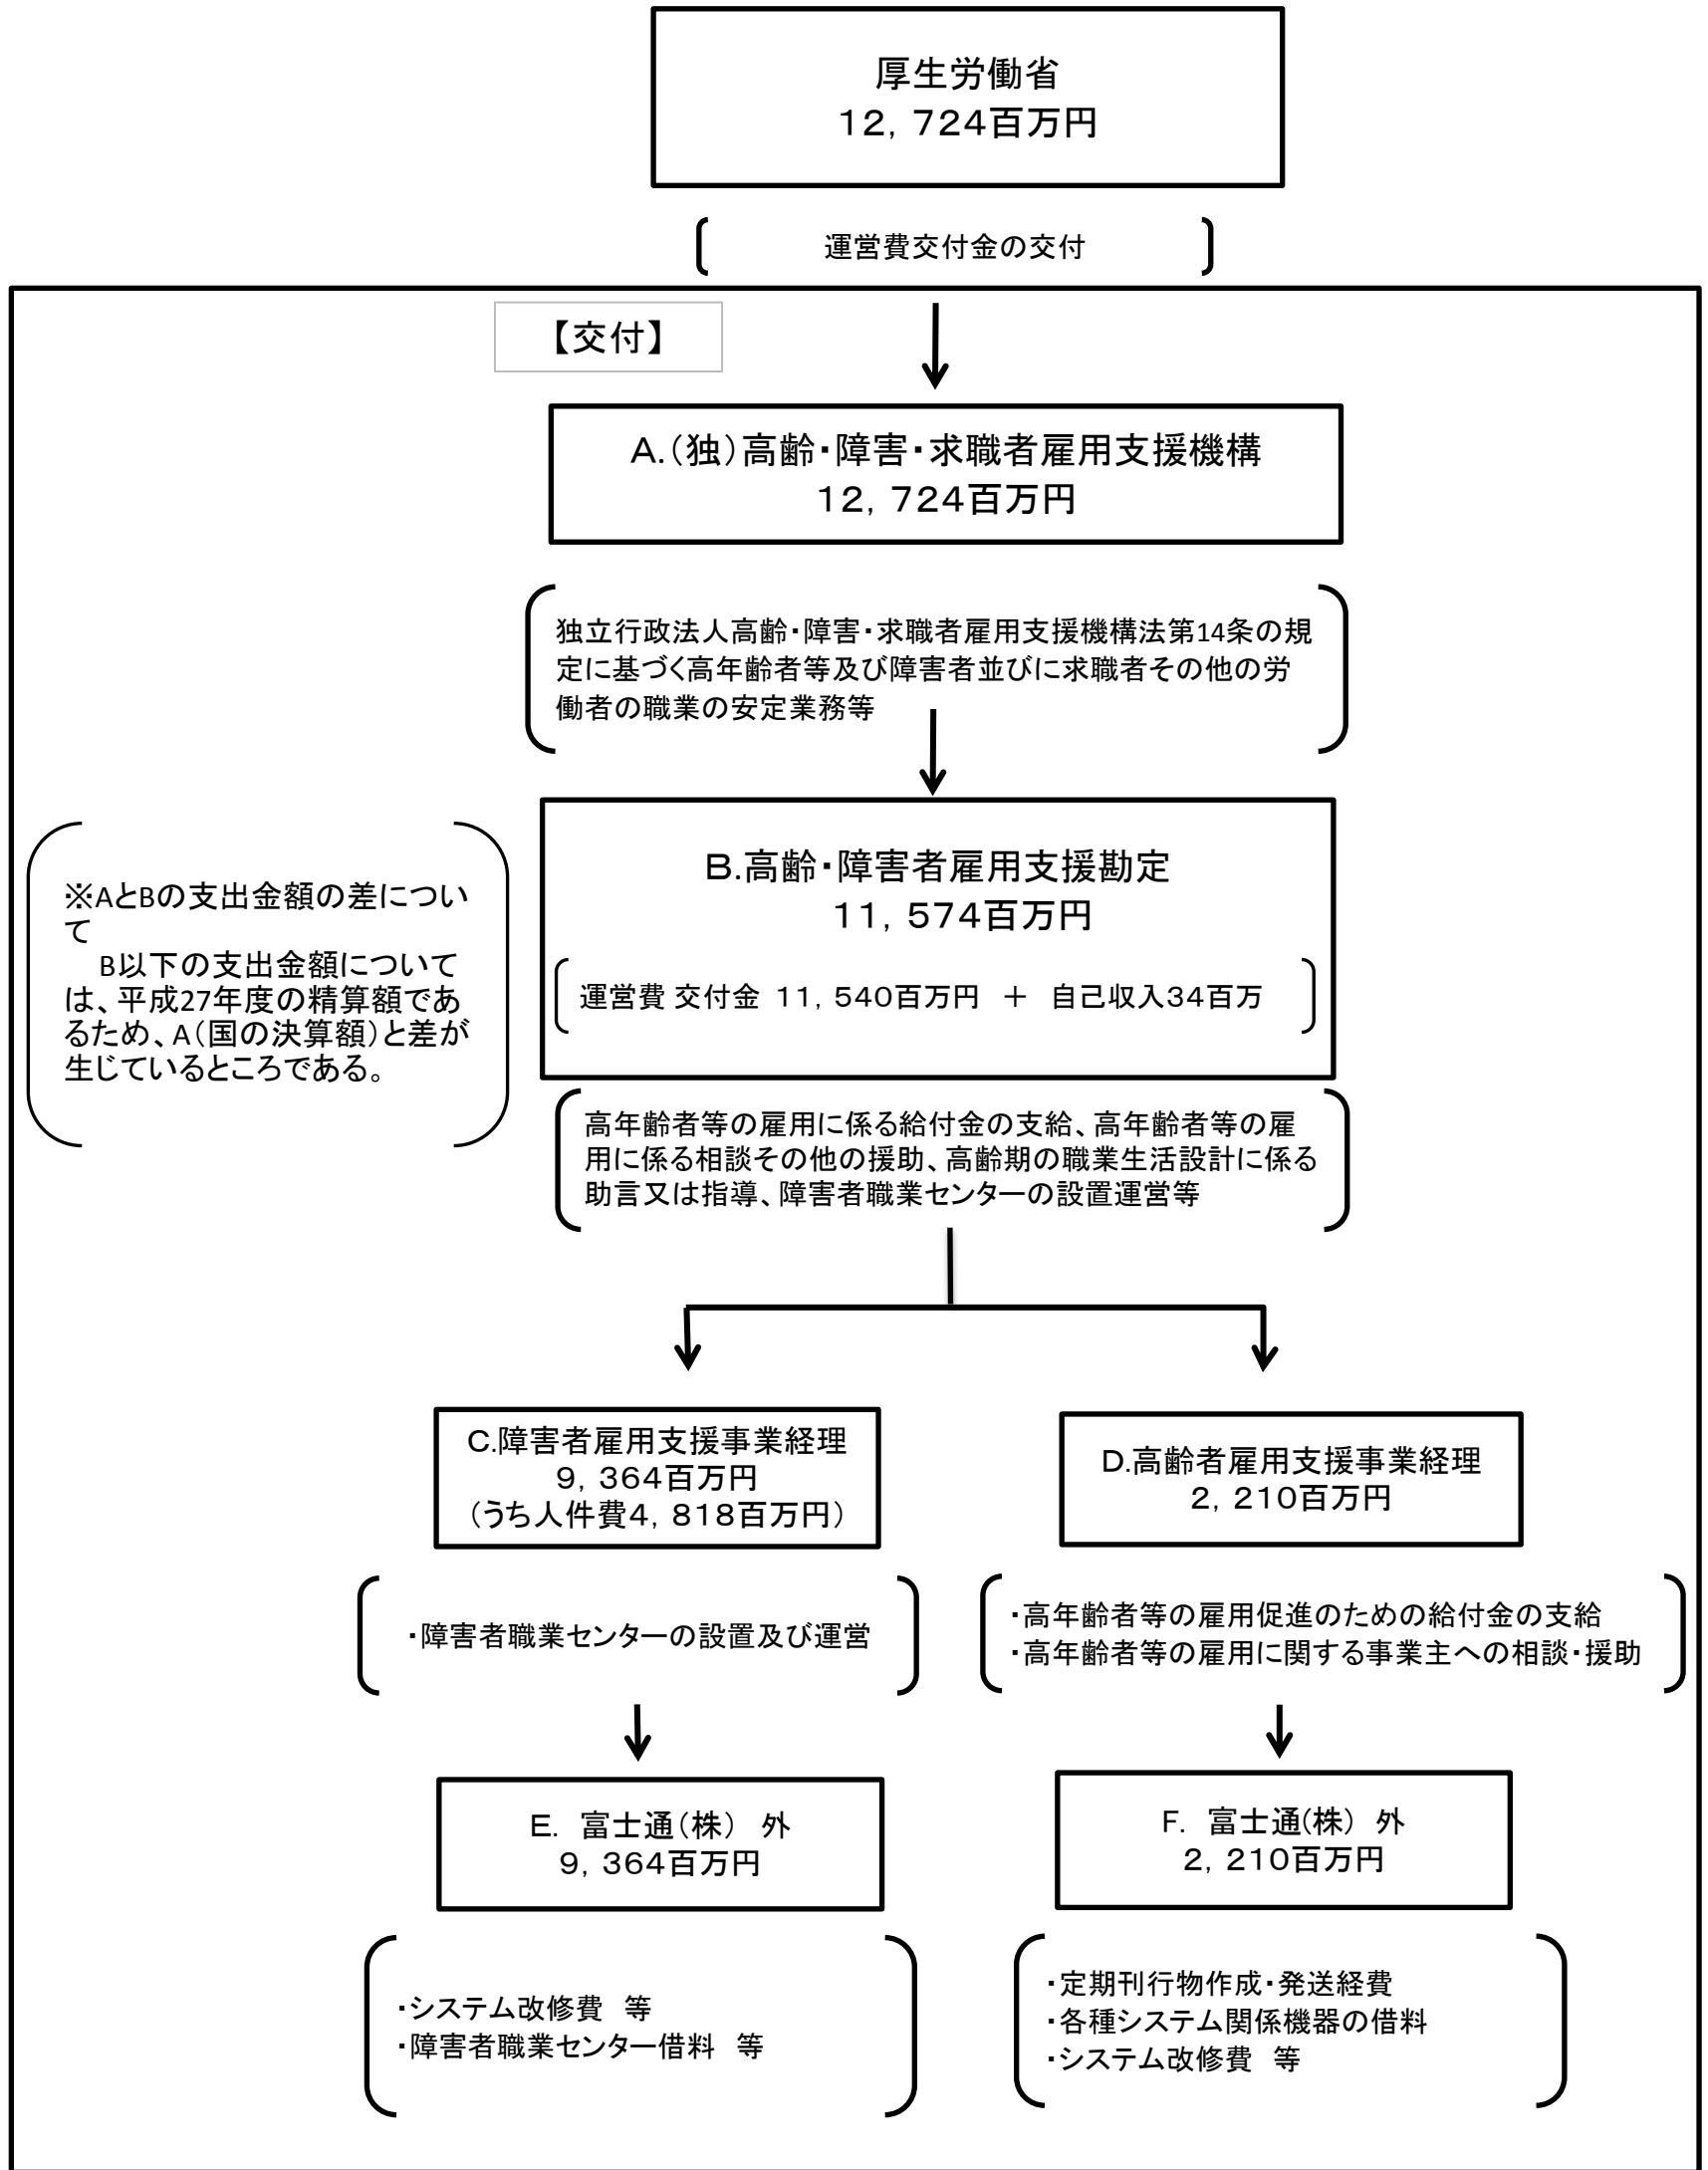 厚生労働省
12，724百万円
運営費交付金の交付
【交付】
A.（独）高齢・障害・求職者雇用支援機構
12，724百万円
独立行政法人高齢・障害・求職者雇用支援機構法第14条の規
定に基づく高年齢者等及び障害者並びに求職者その他の労
働者の職業の安定業務等
※AとBの支出金額の差につい
て
　B以下の支出金額について
は、平成27年度の精算額であ
るため、A（国の決算額）と差が
生じているところである。
B.高齢・障害者雇用支援勘定
11，574百万円
運営費 交付金 11，540百万円 ＋ 自己収入34百万
高年齢者等の雇用に係る給付金の支給、高年齢者等の雇
用に係る相談その他の援助、高齢期の職業生活設計に係る
助言又は指導、障害者職業センターの設置運営等
C.障害者雇用支援事業経理
9，364百万円
（うち人件費4，818百万円）
D.高齢者雇用支援事業経理
2，210百万円
・障害者職業センターの設置及び運営
・高年齢者等の雇用促進のための給付金の支給
・高年齢者等の雇用に関する事業主への相談・援助
E. 富士通（株） 外
9，364百万円
F. 富士通(株) 外
2，210百万円
・システム改修費　等
・障害者職業センター借料　等
・定期刊行物作成・発送経費
・各種システム関係機器の借料
・システム改修費　等